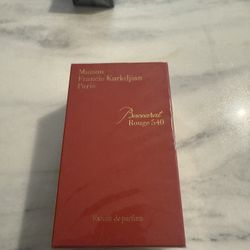 Maison
Francis Kurkdjian
Paris
Baccarat
Rouge 540
Extrait de parfum